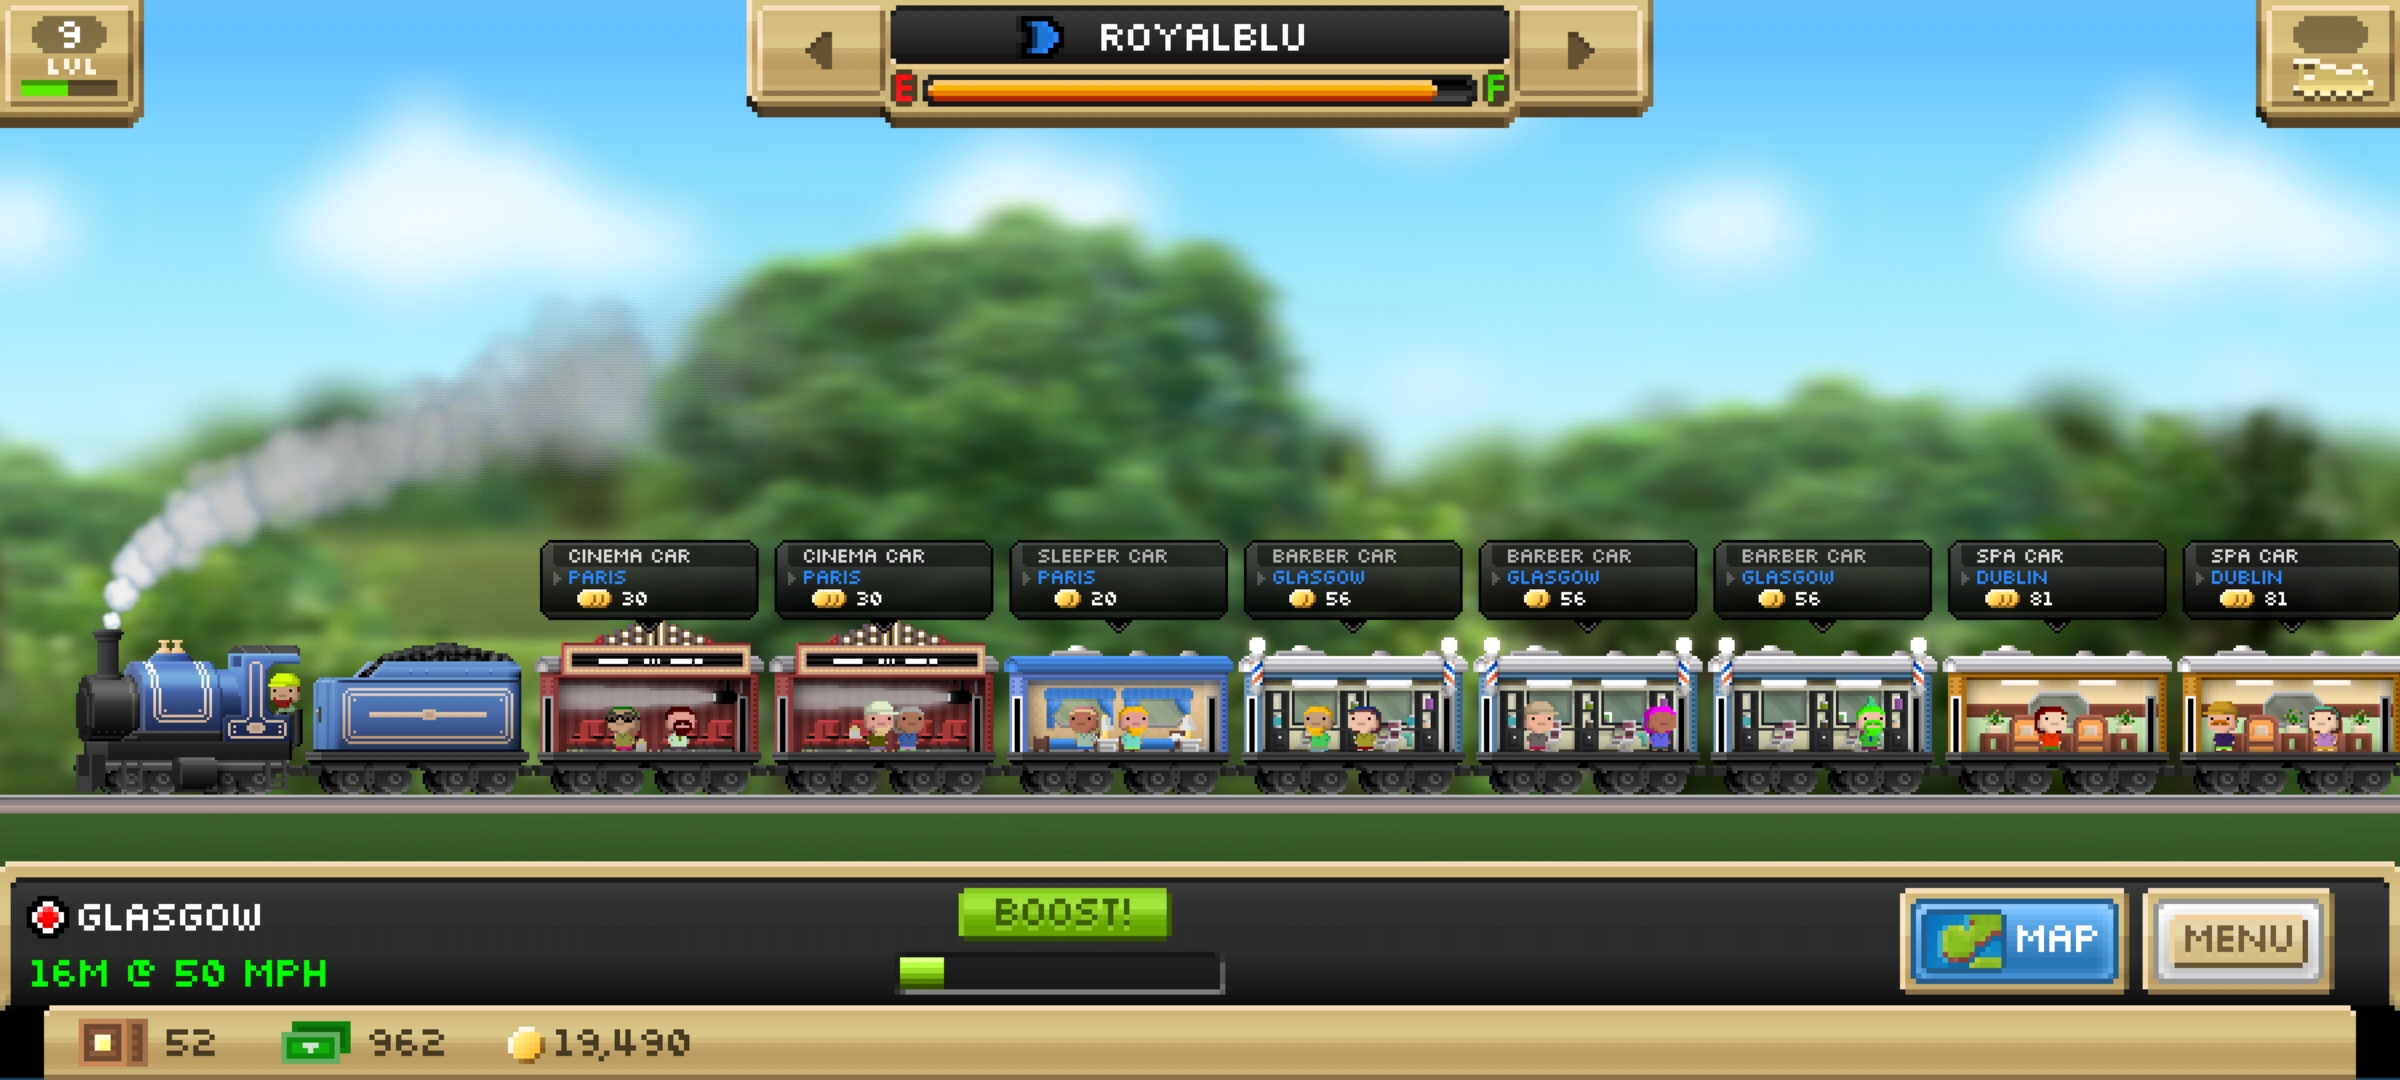 9
LVL
ROYALBLU
E
F
CINEMA CAR
PARIS
30
CINEMA CAR
PARIS
30
SLEEPER CAR
PARIS
20
BARBER CAR
GLASGOW
56
BARBER CAR
GLASGOW
56
BARBER CAR
GLASGOW
56
SPA CAR
DUBLIN
81
SPA CAR
DUBLIN
81
GLASGOW
16M @ 50 MPH
BOOST!
MAP
MENU
52
962
19,490